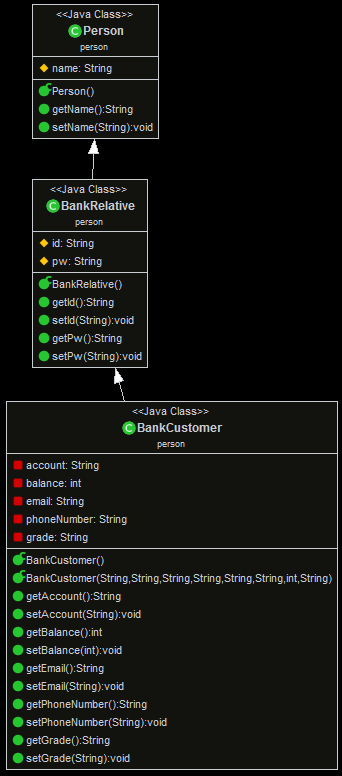 <<Java Class>>
Person
person
name: String
Person()
getName():String
setName(String):void
<<Java Class>>
BankRelative
person
id: String
pw: String
BankRelative()
getId():String
setId(String):void
getPw():String
setPw(String):void
<<Java Class>>
BankCustomer
person
account: String
balance: int
email: String
phoneNumber: String
grade: String
BankCustomer()
BankCustomer(String,String,String,String,String,String,int,String)
getAccount():String
setAccount(String):void
getBalance():int
setBalance(int):void
getEmail():String
setEmail(String):void
getPhoneNumber():String
setPhoneNumber(String):void
getGrade():String
setGrade(String):void